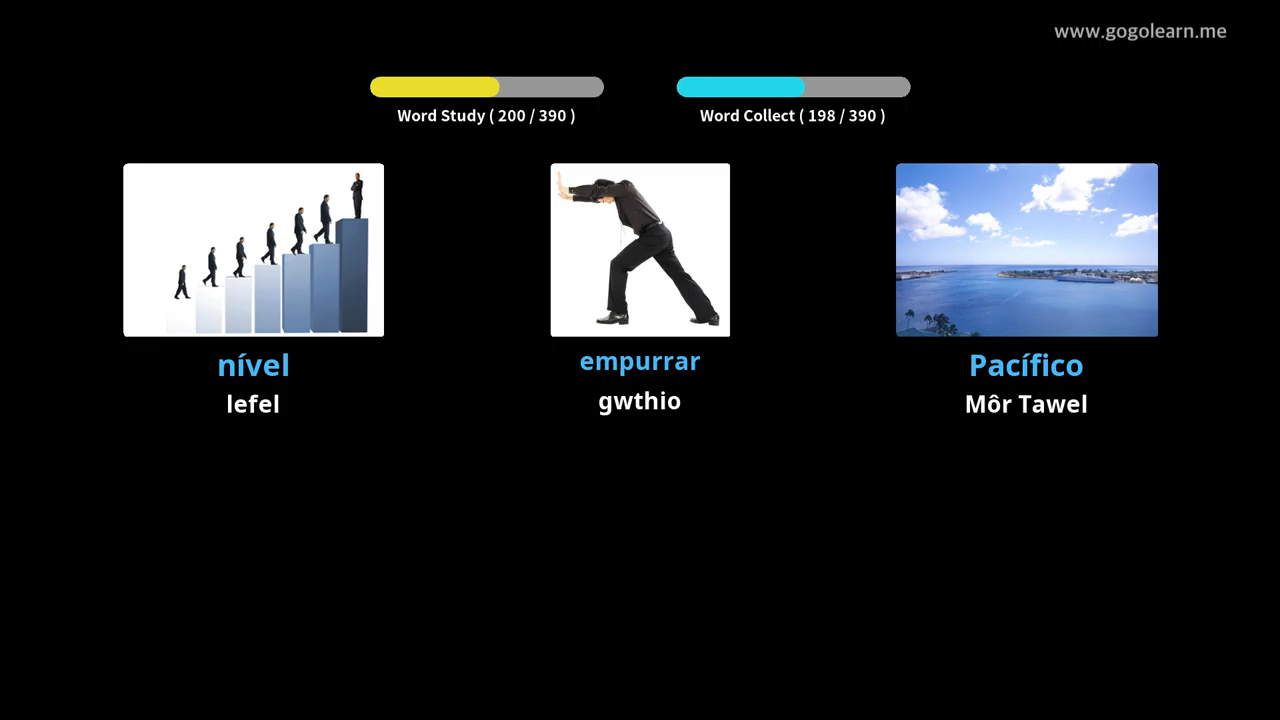 www.gogolearn.me
Word Study ( 200 / 390 )
Word Collect ( 198 / 390 )
nível
empurrar
Pacífico
lefel
gwthio
Môr Tawel